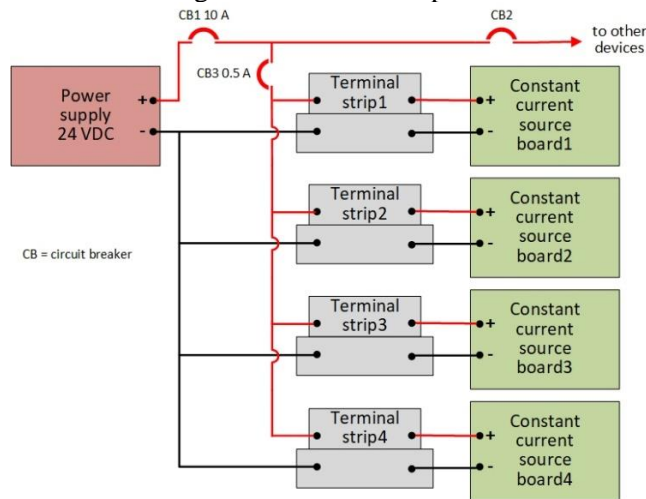 CB1 10 A
CB2
to other
devices
CB3 0.5 A
Power
supply
24 VDC
+
-
Terminal
strip1
+
-
Constant
current
source
board1
Terminal
strip2
+
-
Constant
current
source
board2
CB = circuit breaker
Terminal
strip3
+
-
Constant
current
source
board3
Terminal
strip4
+
-
Constant
current
source
board4